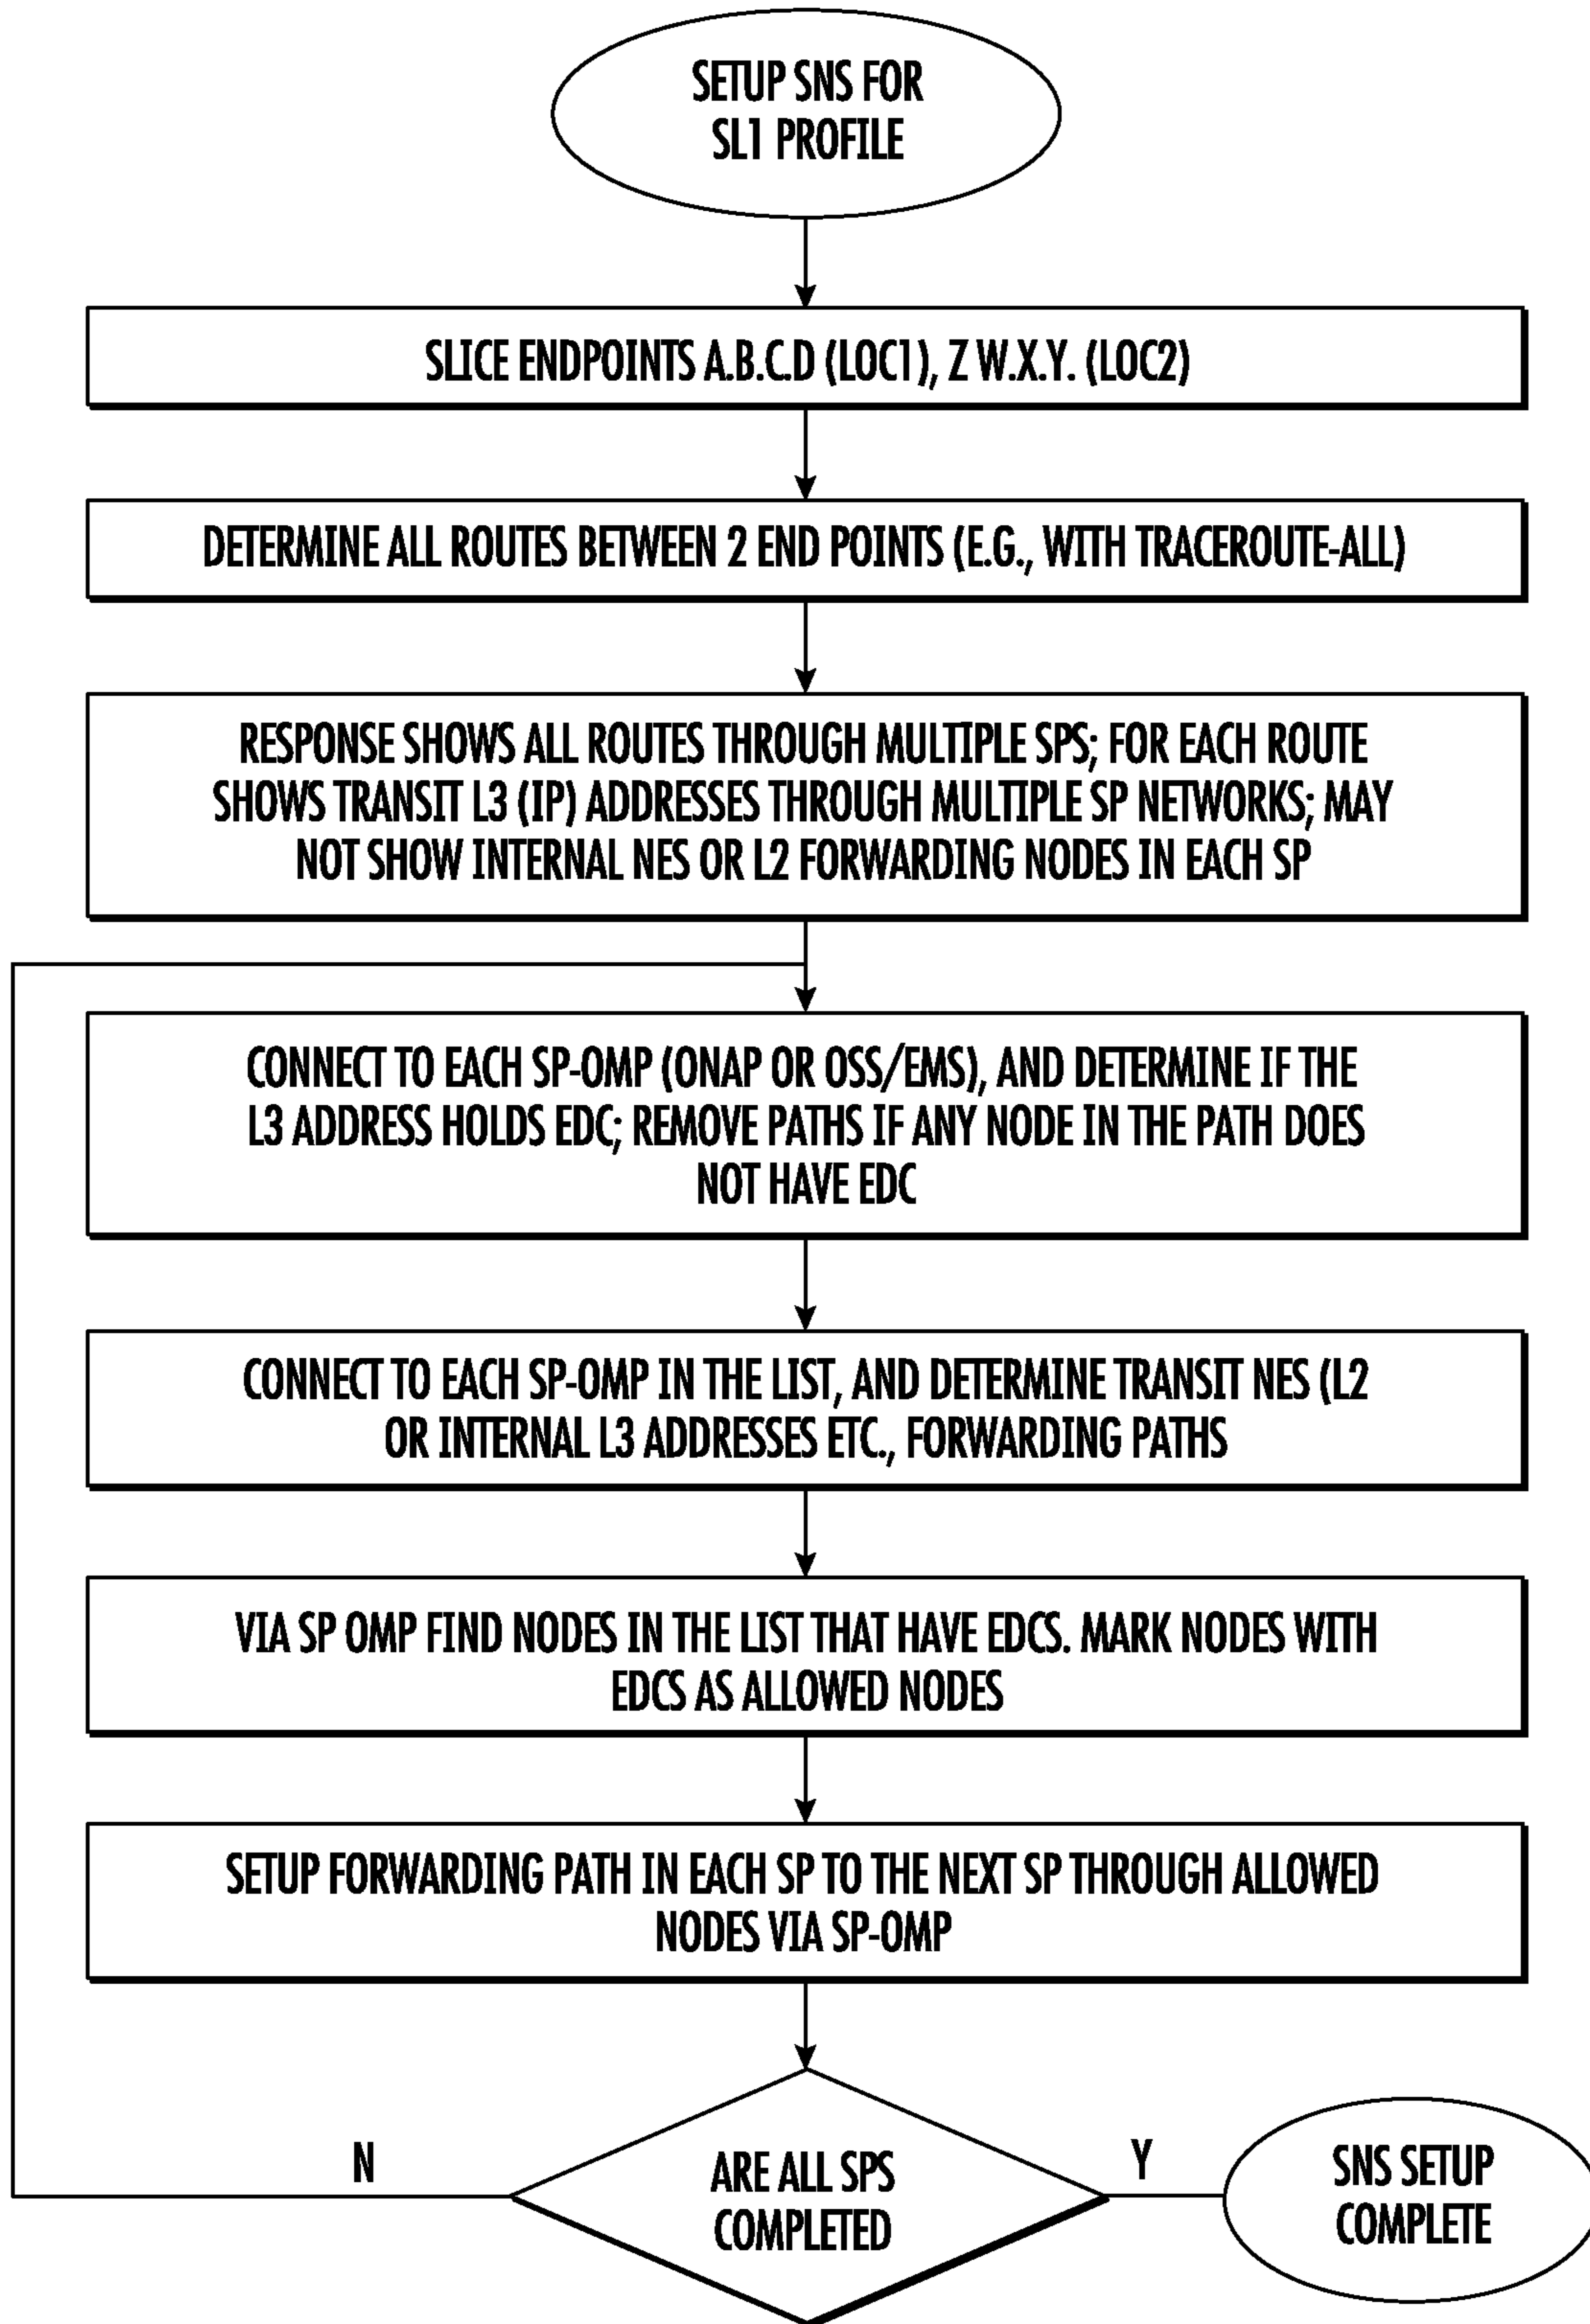 SETUP SNS FOR
SL1 PROFILE
SLICE ENDPOINTS A.B.C.D (LOC1), Z W.X.Y. (LOC2)
DETERMINE ALL ROUTES BETWEEN 2 END POINTS (E.G., WITH TRACEROUTE-ALL)
RESPONSE SHOWS ALL ROUTES THROUGH MULTIPLE SPS; FOR EACH ROUTE
SHOWS TRANSIT L3 (IP) ADDRESSES THROUGH MULTIPLE SP NETWORKS; MAY
NOT SHOW INTERNAL NES OR L2 FORWARDING NODES IN EACH SP
CONNECT TO EACH SP-OMP (ONAP OR OSS/EMS), AND DETERMINE IF THE
L3 ADDRESS HOLDS EDC; REMOVE PATHS IF ANY NODE IN THE PATH DOES
NOT HAVE EDC
CONNECT TO EACH SP-OMP IN THE LIST, AND DETERMINE TRANSIT NES (L2
OR INTERNAL L3 ADDRESSES ETC., FORWARDING PATHS
VIA SP OMP FIND NODES IN THE LIST THAT HAVE EDCS. MARK NODES WITH
EDCS AS ALLOWED NODES
SETUP FORWARDING PATH IN EACH SP TO THE NEXT SP THROUGH ALLOWED
NODES VIA SP-OMP
N
ARE ALL SPS
COMPLETED
Y
SNS SETUP
COMPLETE